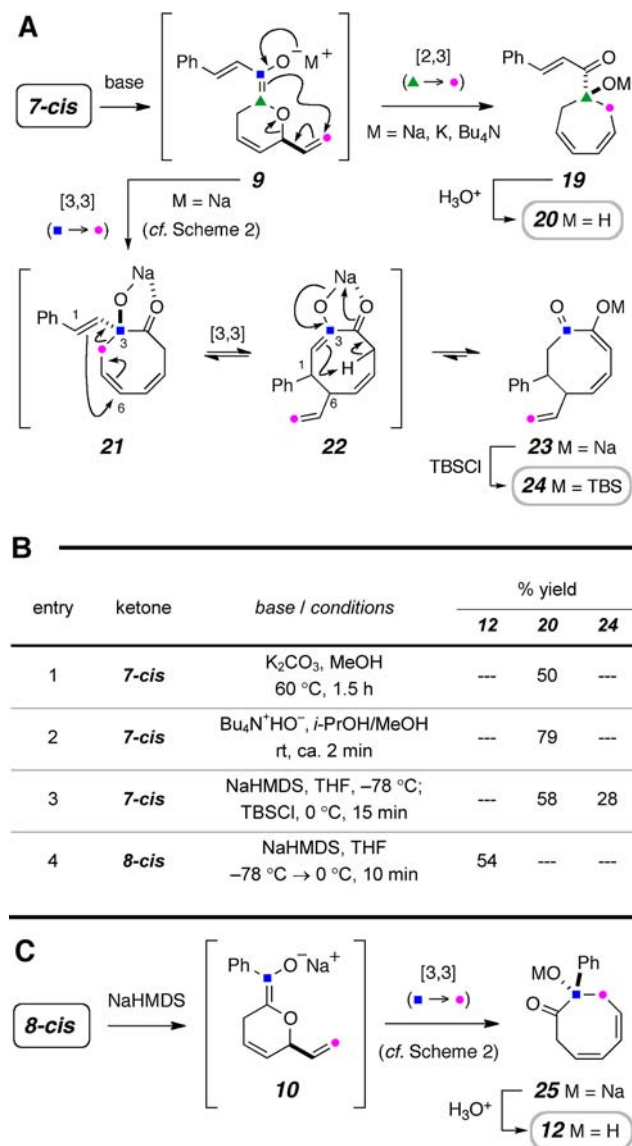 A
7-cis
base
Ph
O⁻M⁺
O
9
[2,3]
(▲ → ●)
M = Na, K, Bu₄N
Ph
O
OM
19
H₃O⁺
20 M = H
[3,3]
(■ → ●)
M = Na
(cf. Scheme 2)
Na
O
O
Ph
1
3
6
21
[3,3]
Na
O
O
3
1
H
Ph
6
22
O
OM
Ph
23 M = Na
TBSCl
24 M = TBS
B
entry ketone base / conditions % yield
12 20 24
1 7-cis K₂CO₃, MeOH --- 50 ---
60 °C, 1.5 h
2 7-cis Bu₄N⁺HO⁻, i-PrOH/MeOH --- 79 ---
rt, ca. 2 min
3 7-cis NaHMDS, THF, –78 °C; --- 58 28
TBSCl, 0 °C, 15 min
4 8-cis NaHMDS, THF 54 --- ---
–78 °C → 0 °C, 10 min
C
8-cis
NaHMDS
Ph
O⁻Na⁺
O
10
[3,3]
(■ → ●)
(cf. Scheme 2)
MO
Ph
O
25 M = Na
H₃O⁺
12 M = H